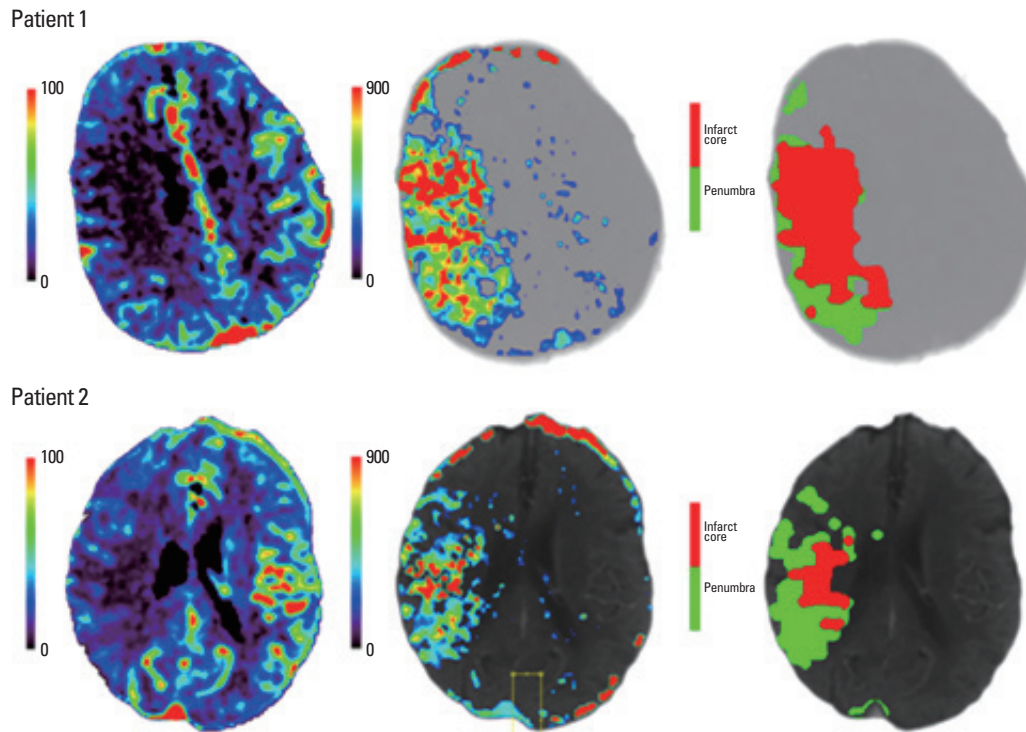 Patient 1
100
0
900
0
Infarct
core
Penumbra
Patient 2
100
0
900
0
Infarct
core
Penumbra